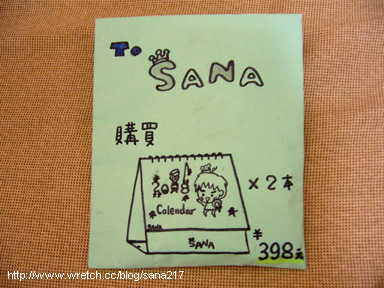 To
SANA
購買
2008
Calendar
SANA
SANA
×2本
¥398元
http://www.wretch.cc/blog/sana217